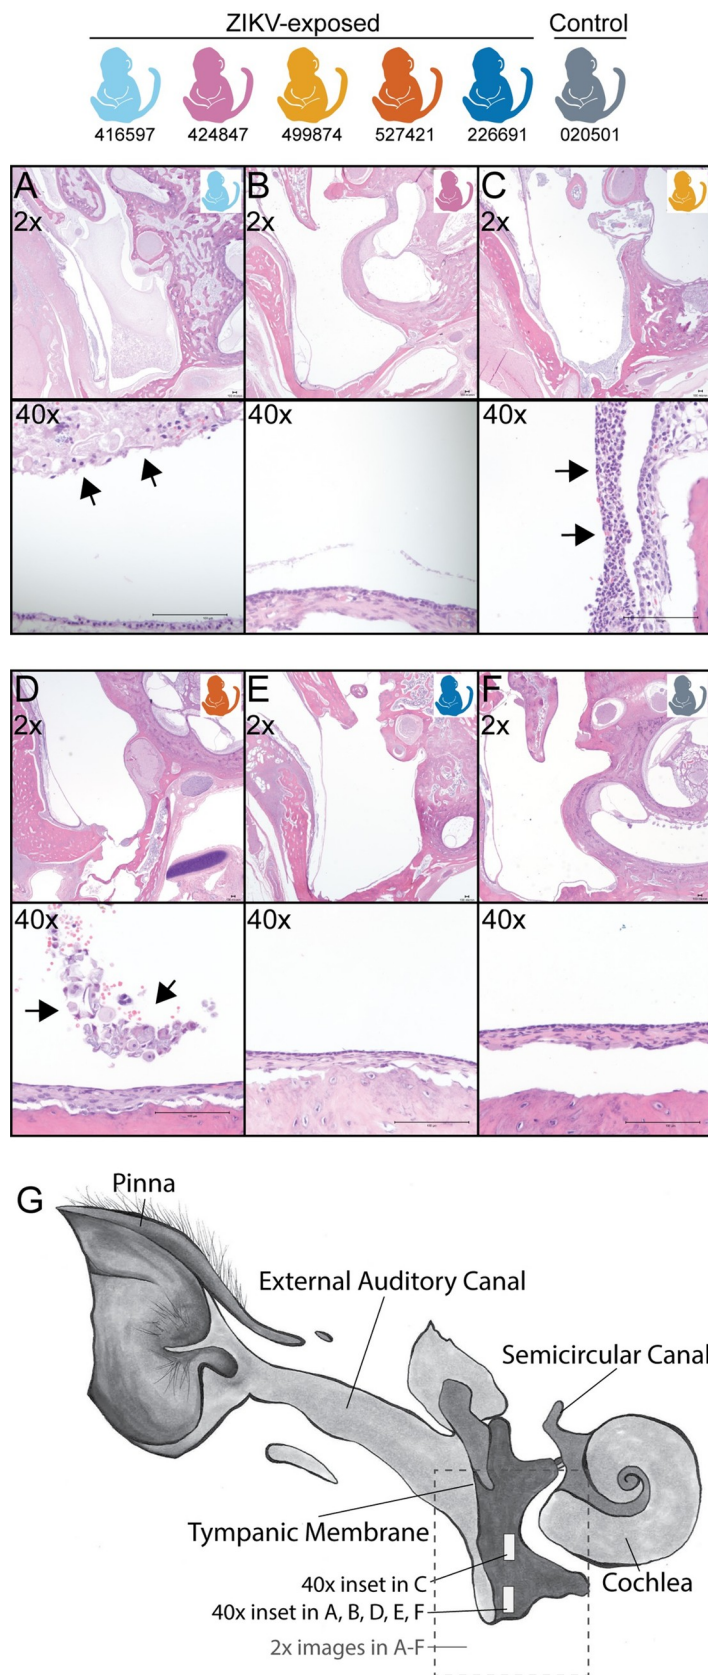 ZIKV-exposed Control
416597 424847 499874 527421 226691 020501
A B C
2x 2x 2x
40x 40x 40x
D E F
2x 2x 2x
40x 40x 40x
G
Pinna
External Auditory Canal
Semicircular Canal
Tympanic Membrane
Cochlea
40x inset in C
40x inset in A, B, D, E, F
2x images in A-F